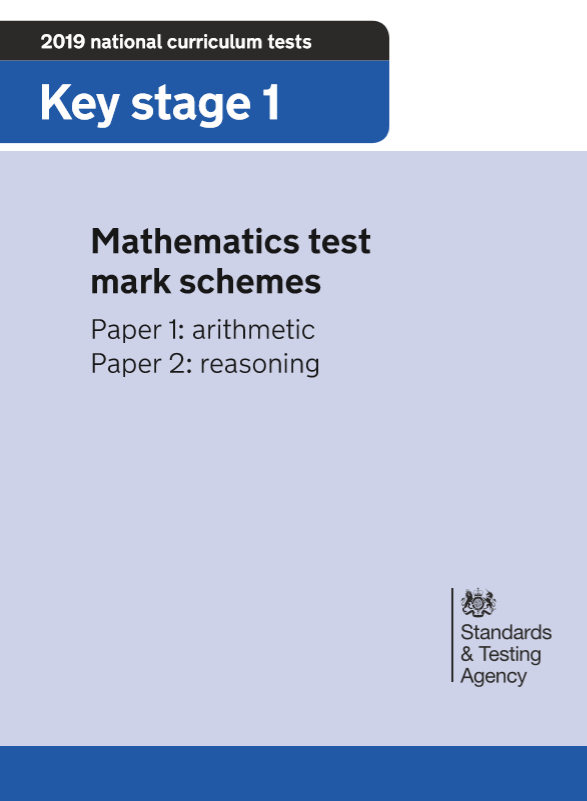 2019 national curriculum tests
Key stage 1
Mathematics test
mark schemes
Paper 1: arithmetic
Paper 2: reasoning
Standards
& Testing
Agency